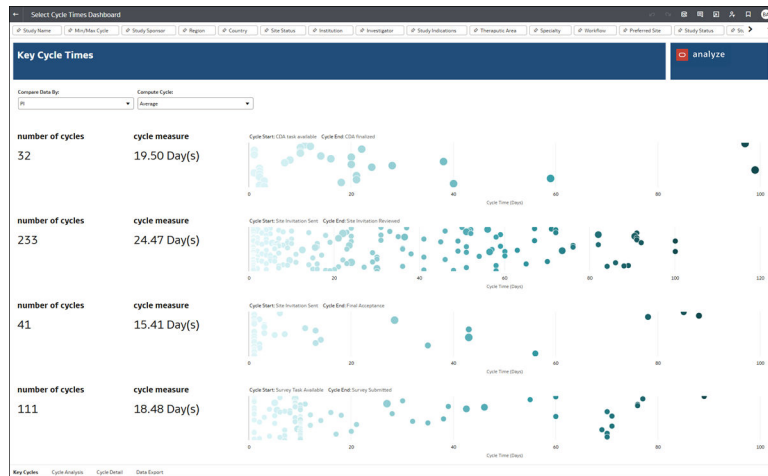 ← Select Cycle Times Dashboard
Study Name Min/Max Cycle Study Sponsor Region Country Site Status Institution Investigator Study Indications Theraputic Area Specialty Workflow Preferred Site Study Status
Key Cycle Times
analyze
Compare Data By: Compute Cycle:
PI Average
number of cycles cycle measure Cycle Start: CDA task available Cycle End: CDA Finalized
32 19.50 Day(s)
0 20 40 60 80 100
Cycle Time (Days)
number of cycles cycle measure Cycle Start: Site Invitation Sent Cycle End: Site Invitation Reviewed
233 24.47 Day(s)
0 20 40 60 80 100 120
Cycle Time (Days)
number of cycles cycle measure Cycle Start: Site Invitation Sent Cycle End: Final Acceptance
41 15.41 Day(s)
0 20 40 60 80 100
Cycle Time (Days)
number of cycles cycle measure Cycle Start: Survey Task Available Cycle End: Survey Submitted
111 18.48 Day(s)
0 20 40 60 80 100
Cycle Time (Days)
Key Cycles Cycle Analysis Cycle Detail Data Export